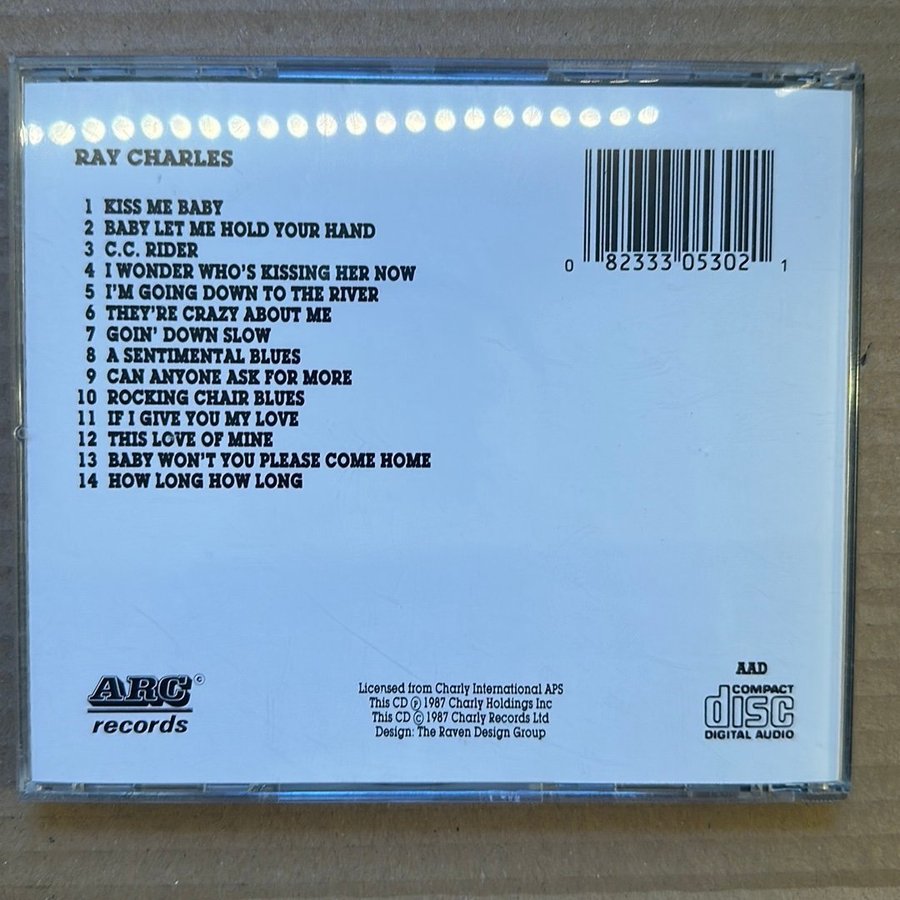 RAY CHARLES
1 KISS ME BABY
2 BABY LET ME HOLD YOUR HAND
3 C.C. RIDER
4 I WONDER WHO'S KISSING HER NOW
5 I'M GOING DOWN TO THE RIVER
6 THEY'RE CRAZY ABOUT ME
7 GOIN' DOWN SLOW
8 A SENTIMENTAL BLUES
9 CAN ANYONE ASK FOR MORE
10 ROCKING CHAIR BLUES
11 IF I GIVE YOU MY LOVE
12 THIS LOVE OF MINE
13 BABY WON'T YOU PLEASE COME HOME
14 HOW LONG HOW LONG
0 82333 05302 1
ARC ©
records
Licensed from Charly International APS
This CD ℗ 1987 Charly Holdings Inc
This CD © 1987 Charly Records Ltd
Design: The Raven Design Group
AAD
COMPACT
disc
DIGITAL AUDIO